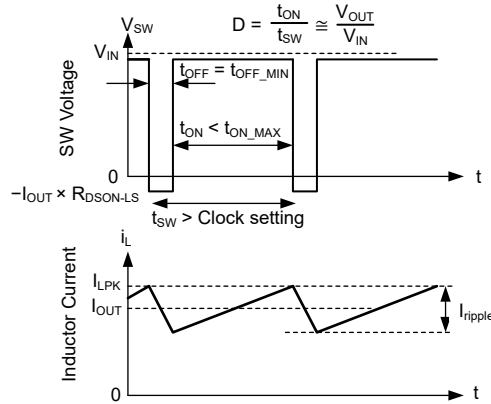 D = tON / tSW ≅ VOUT / VIN
VSW
VIN
tOFF = tOFF_MIN
tON < tON_MAX
SW Voltage
0
t
−IOUT × RDSON-LS
tSW > Clock setting
iL
ILPK
IOUT
Iripple
Inductor Current
0
t